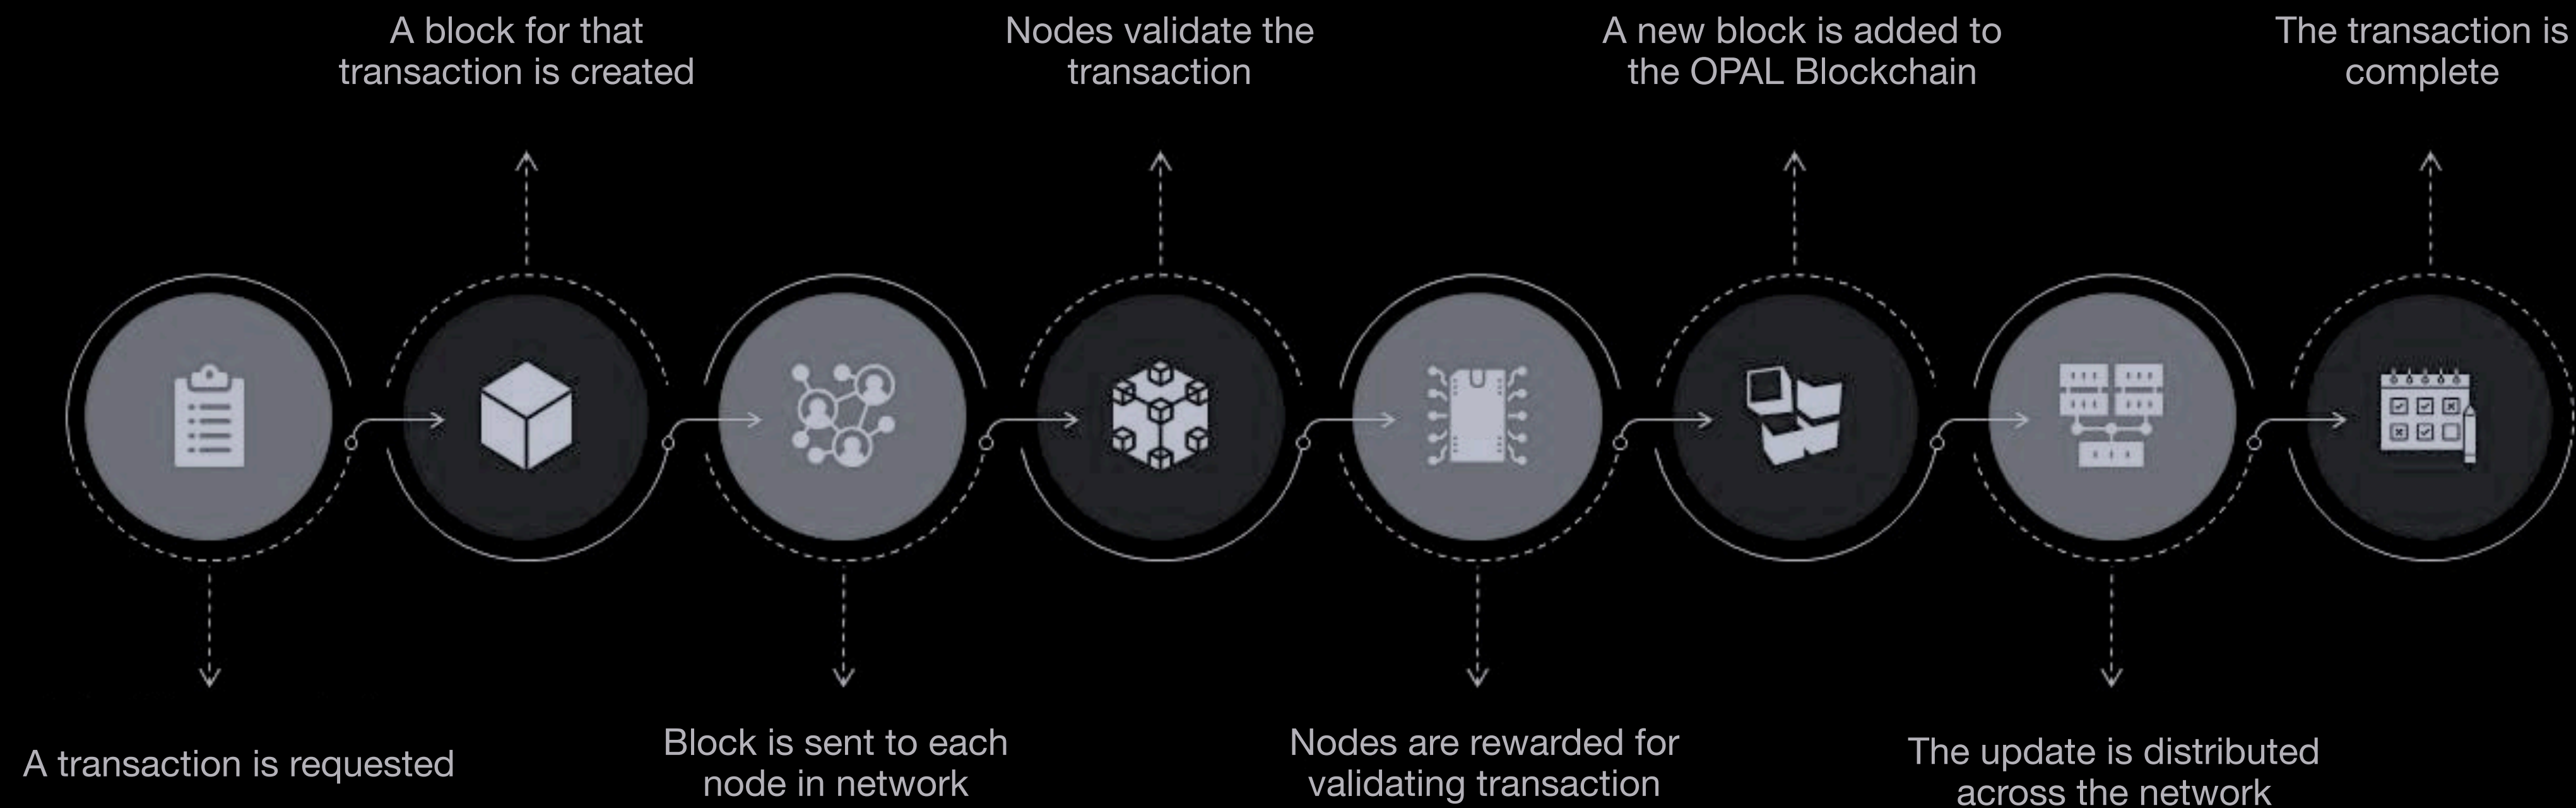 A transaction is requested
A block for that
transaction is created
Block is sent to each
node in network
Nodes validate the
transaction
Nodes are rewarded for
validating transaction
A new block is added to
the OPAL Blockchain
The update is distributed
across the network
The transaction is
complete